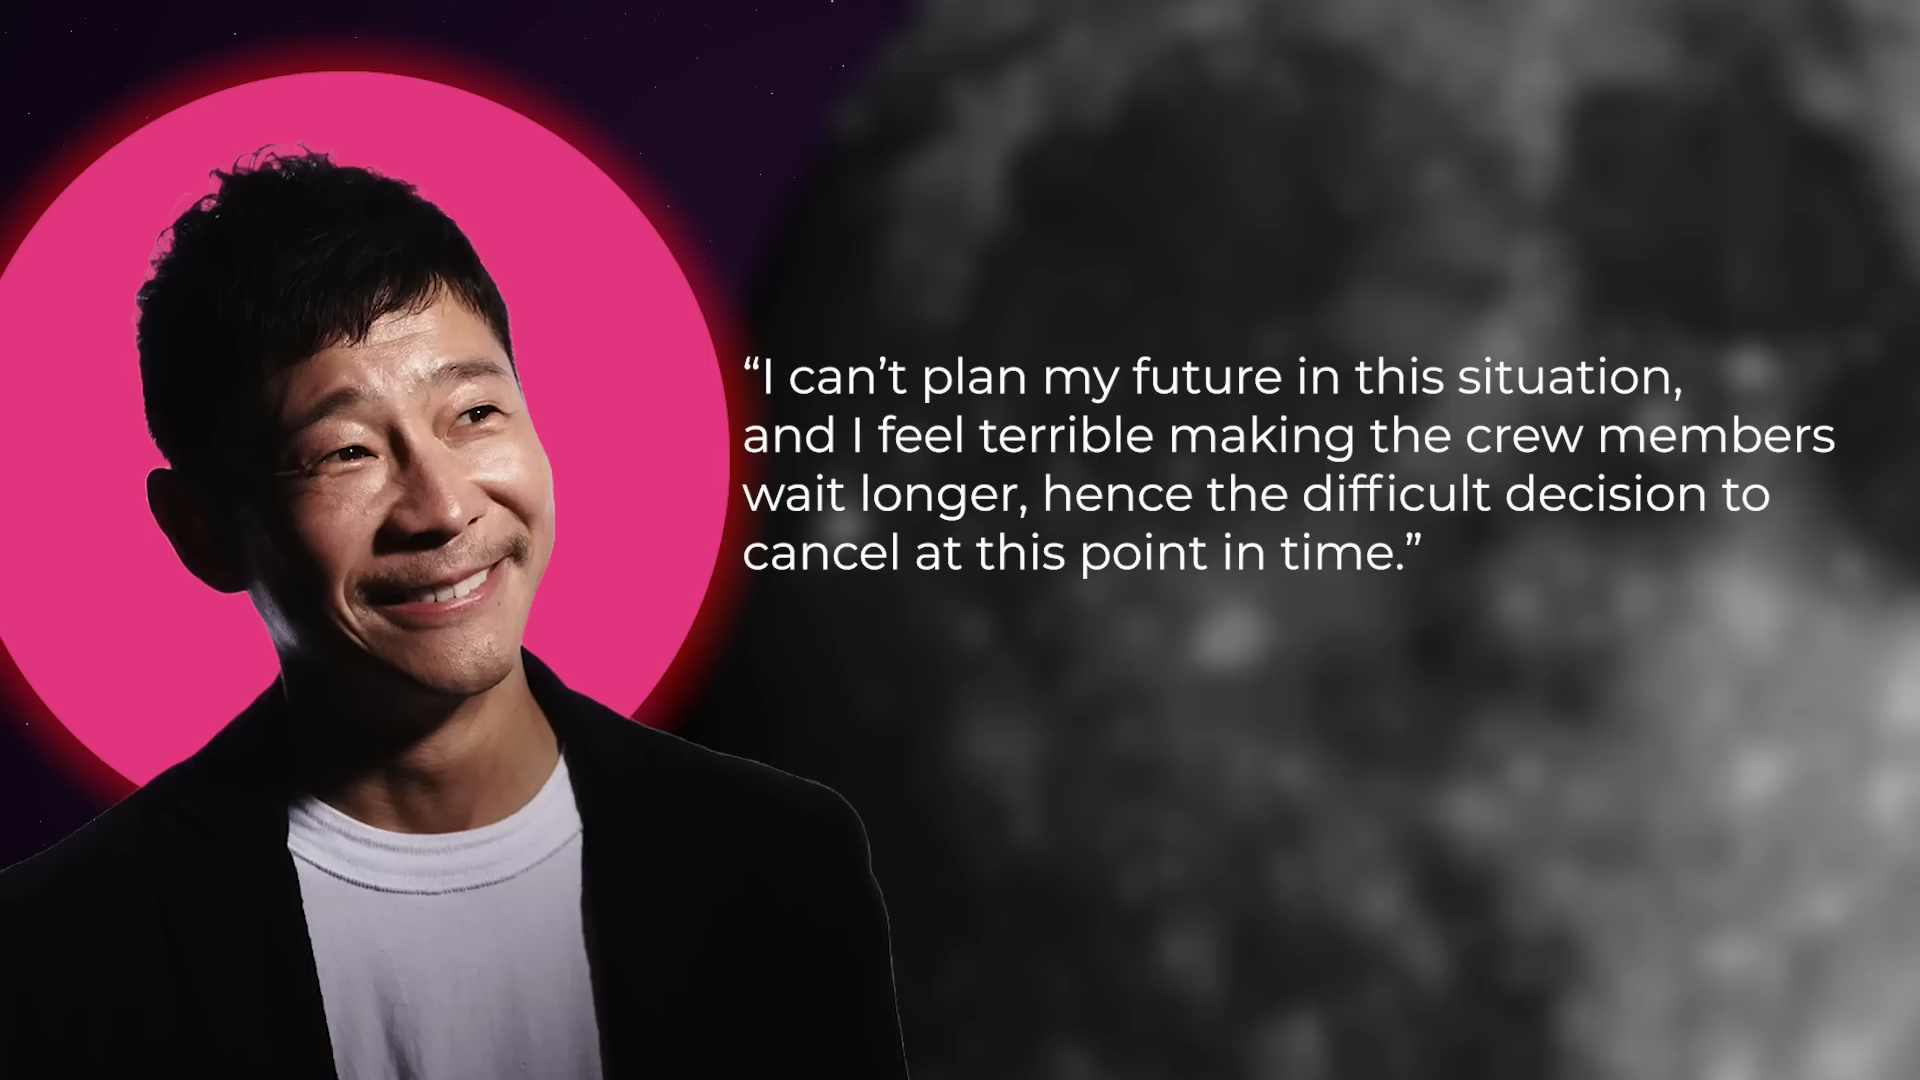 “I can’t plan my future in this situation,
and I feel terrible making the crew members
wait longer, hence the difficult decision to
cancel at this point in time.”